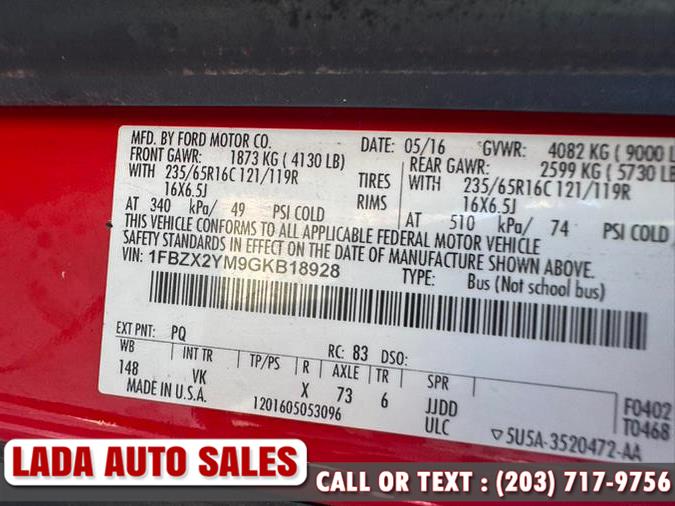 MFD. BY FORD MOTOR CO. DATE: 05/16 GVWR: 4082 KG ( 9000 L
FRONT GAWR: 1873 KG ( 4130 LB) REAR GAWR: 2599 KG ( 5730 LB
WITH 235/65R16C 121/119R TIRES WITH 235/65R16C 121/119R
16X6.5J RIMS 16X6.5J
AT 340 kPa/ 49 PSI COLD AT 510 kPa/ 74 PSI COLD
THIS VEHICLE CONFORMS TO ALL APPLICABLE FEDERAL MOTOR VEHICLE
SAFETY STANDARDS IN EFFECT ON THE DATE OF MANUFACTURE SHOWN ABOVE.
VIN: 1FBZX2YM9GKB18928 TYPE: Bus (Not school bus)
EXT PNT: PQ RC: 83 DSO:
WB INT TR TP/PS R AXLE TR SPR
148 VK X 73 6 JJDD F0402
MADE IN U.S.A. 1201605053096 ULC T0468
▽5U5A-3520472-AA
LADA AUTO SALES
CALL OR TEXT : (203) 717-9756